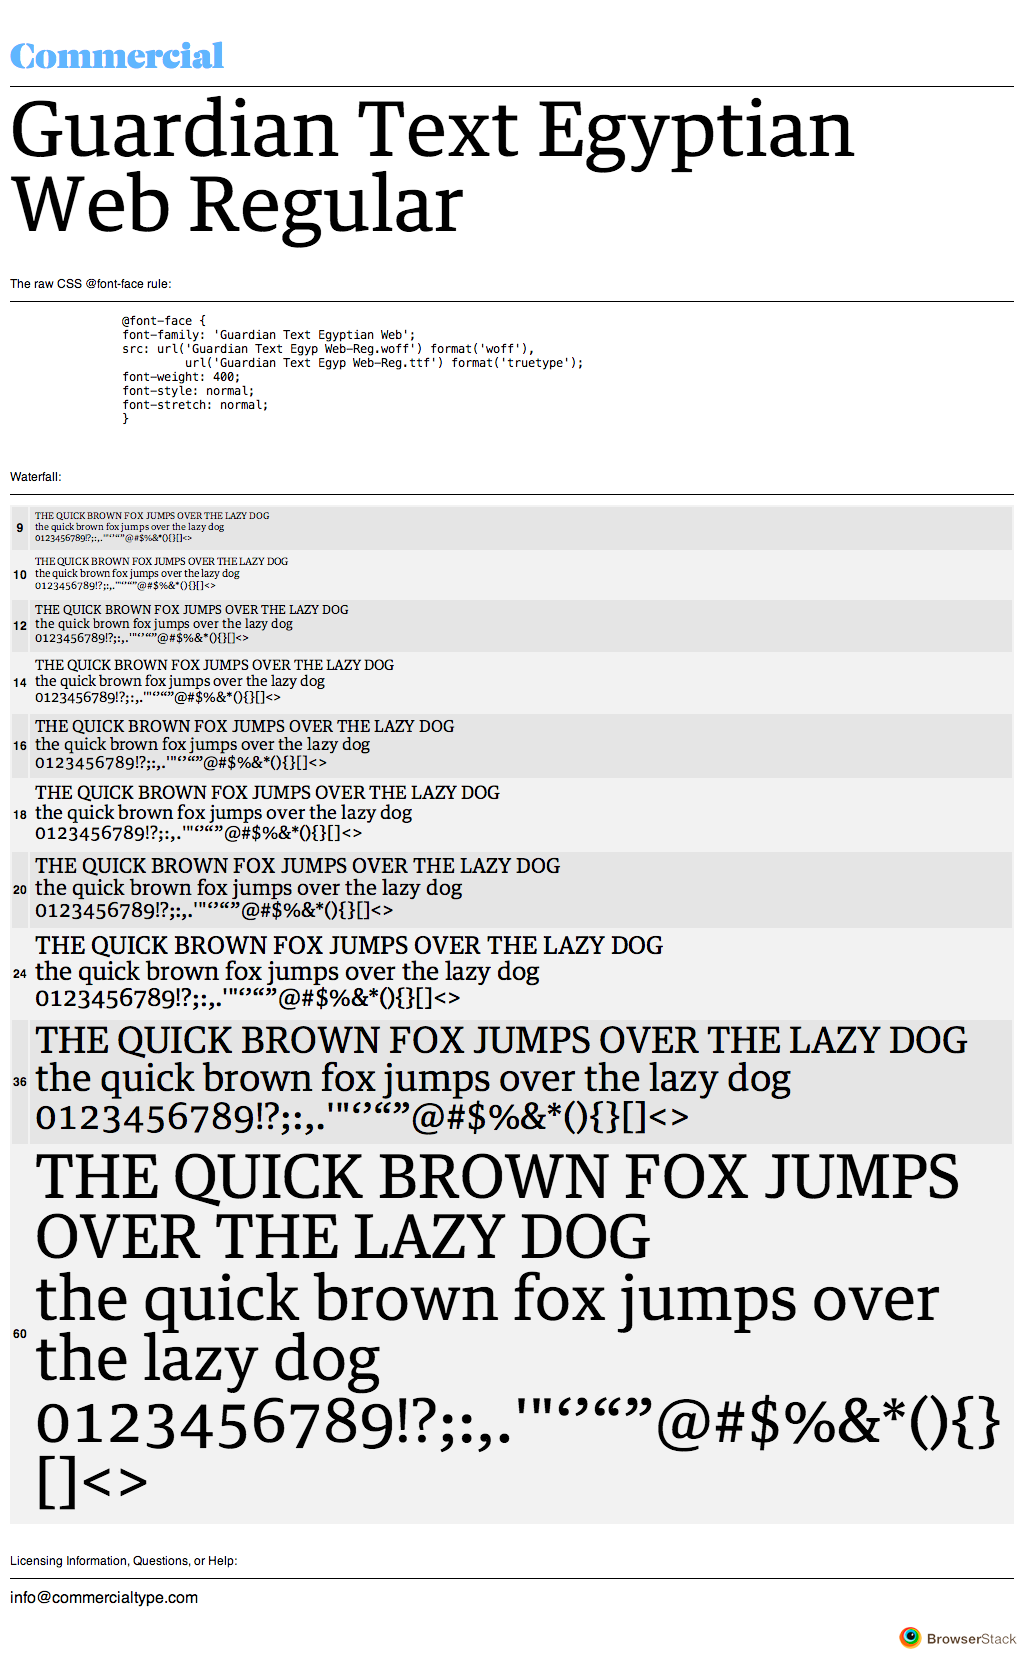 Commercial
Guardian Text Egyptian
Web Regular
The raw CSS @font-face rule:
@font-face {
font-family: 'Guardian Text Egyptian Web';
src: url('Guardian Text Egyp Web-Reg.woff') format('woff'),
url('Guardian Text Egyp Web-Reg.ttf') format('truetype');
font-weight: 400;
font-style: normal;
font-stretch: normal;
}
Waterfall:
THE QUICK BROWN FOX JUMPS OVER THE LAZY DOG
9 the quick brown fox jumps over the lazy dog
0123456789!?;:,.'"‘’“”@#$%&*(){}[]<>
THE QUICK BROWN FOX JUMPS OVER THE LAZY DOG
10 the quick brown fox jumps over the lazy dog
0123456789!?;:,.'"‘’“”@#$%&*(){}[]<>
THE QUICK BROWN FOX JUMPS OVER THE LAZY DOG
12 the quick brown fox jumps over the lazy dog
0123456789!?;:,.'"‘’“”@#$%&*(){}[]<>
THE QUICK BROWN FOX JUMPS OVER THE LAZY DOG
14 the quick brown fox jumps over the lazy dog
0123456789!?;:,.'"‘’“”@#$%&*(){}[]<>
THE QUICK BROWN FOX JUMPS OVER THE LAZY DOG
16 the quick brown fox jumps over the lazy dog
0123456789!?;:,.'"‘’“”@#$%&*(){}[]<>
THE QUICK BROWN FOX JUMPS OVER THE LAZY DOG
18 the quick brown fox jumps over the lazy dog
0123456789!?;:,.'"‘’“”@#$%&*(){}[]<>
THE QUICK BROWN FOX JUMPS OVER THE LAZY DOG
20 the quick brown fox jumps over the lazy dog
0123456789!?;:,.'"‘’“”@#$%&*(){}[]<>
THE QUICK BROWN FOX JUMPS OVER THE LAZY DOG
24 the quick brown fox jumps over the lazy dog
0123456789!?;:,.'"‘’“”@#$%&*(){}[]<>
THE QUICK BROWN FOX JUMPS OVER THE LAZY DOG
36 the quick brown fox jumps over the lazy dog
0123456789!?;:,.'"‘’“”@#$%&*(){}[]<>
THE QUICK BROWN FOX JUMPS
OVER THE LAZY DOG
the quick brown fox jumps over
60 the lazy dog
0123456789!?;:,.'"‘’“”@#$%&*(){}
[]<>
Licensing Information, Questions, or Help:
info@commercialtype.com
BrowserStack